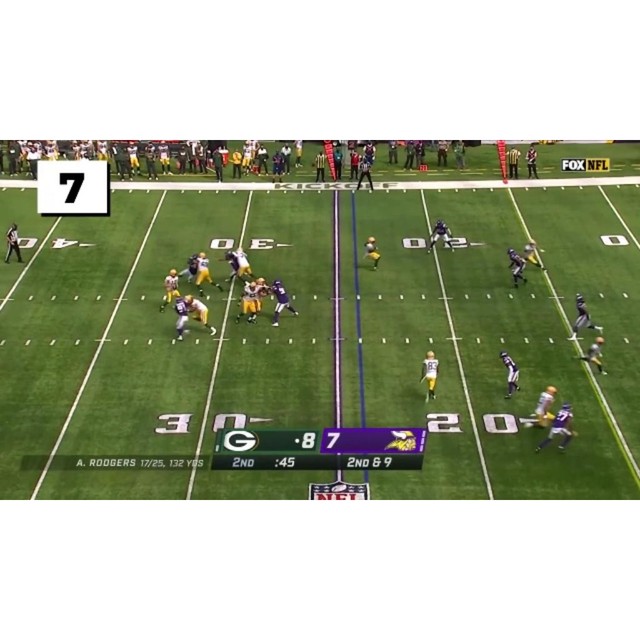 7
FOX NFL
KICKOFF
40
30
20
30
20
G 8 7
A. RODGERS 17/25, 132 YDS 2ND :45 2ND & 9
NFL